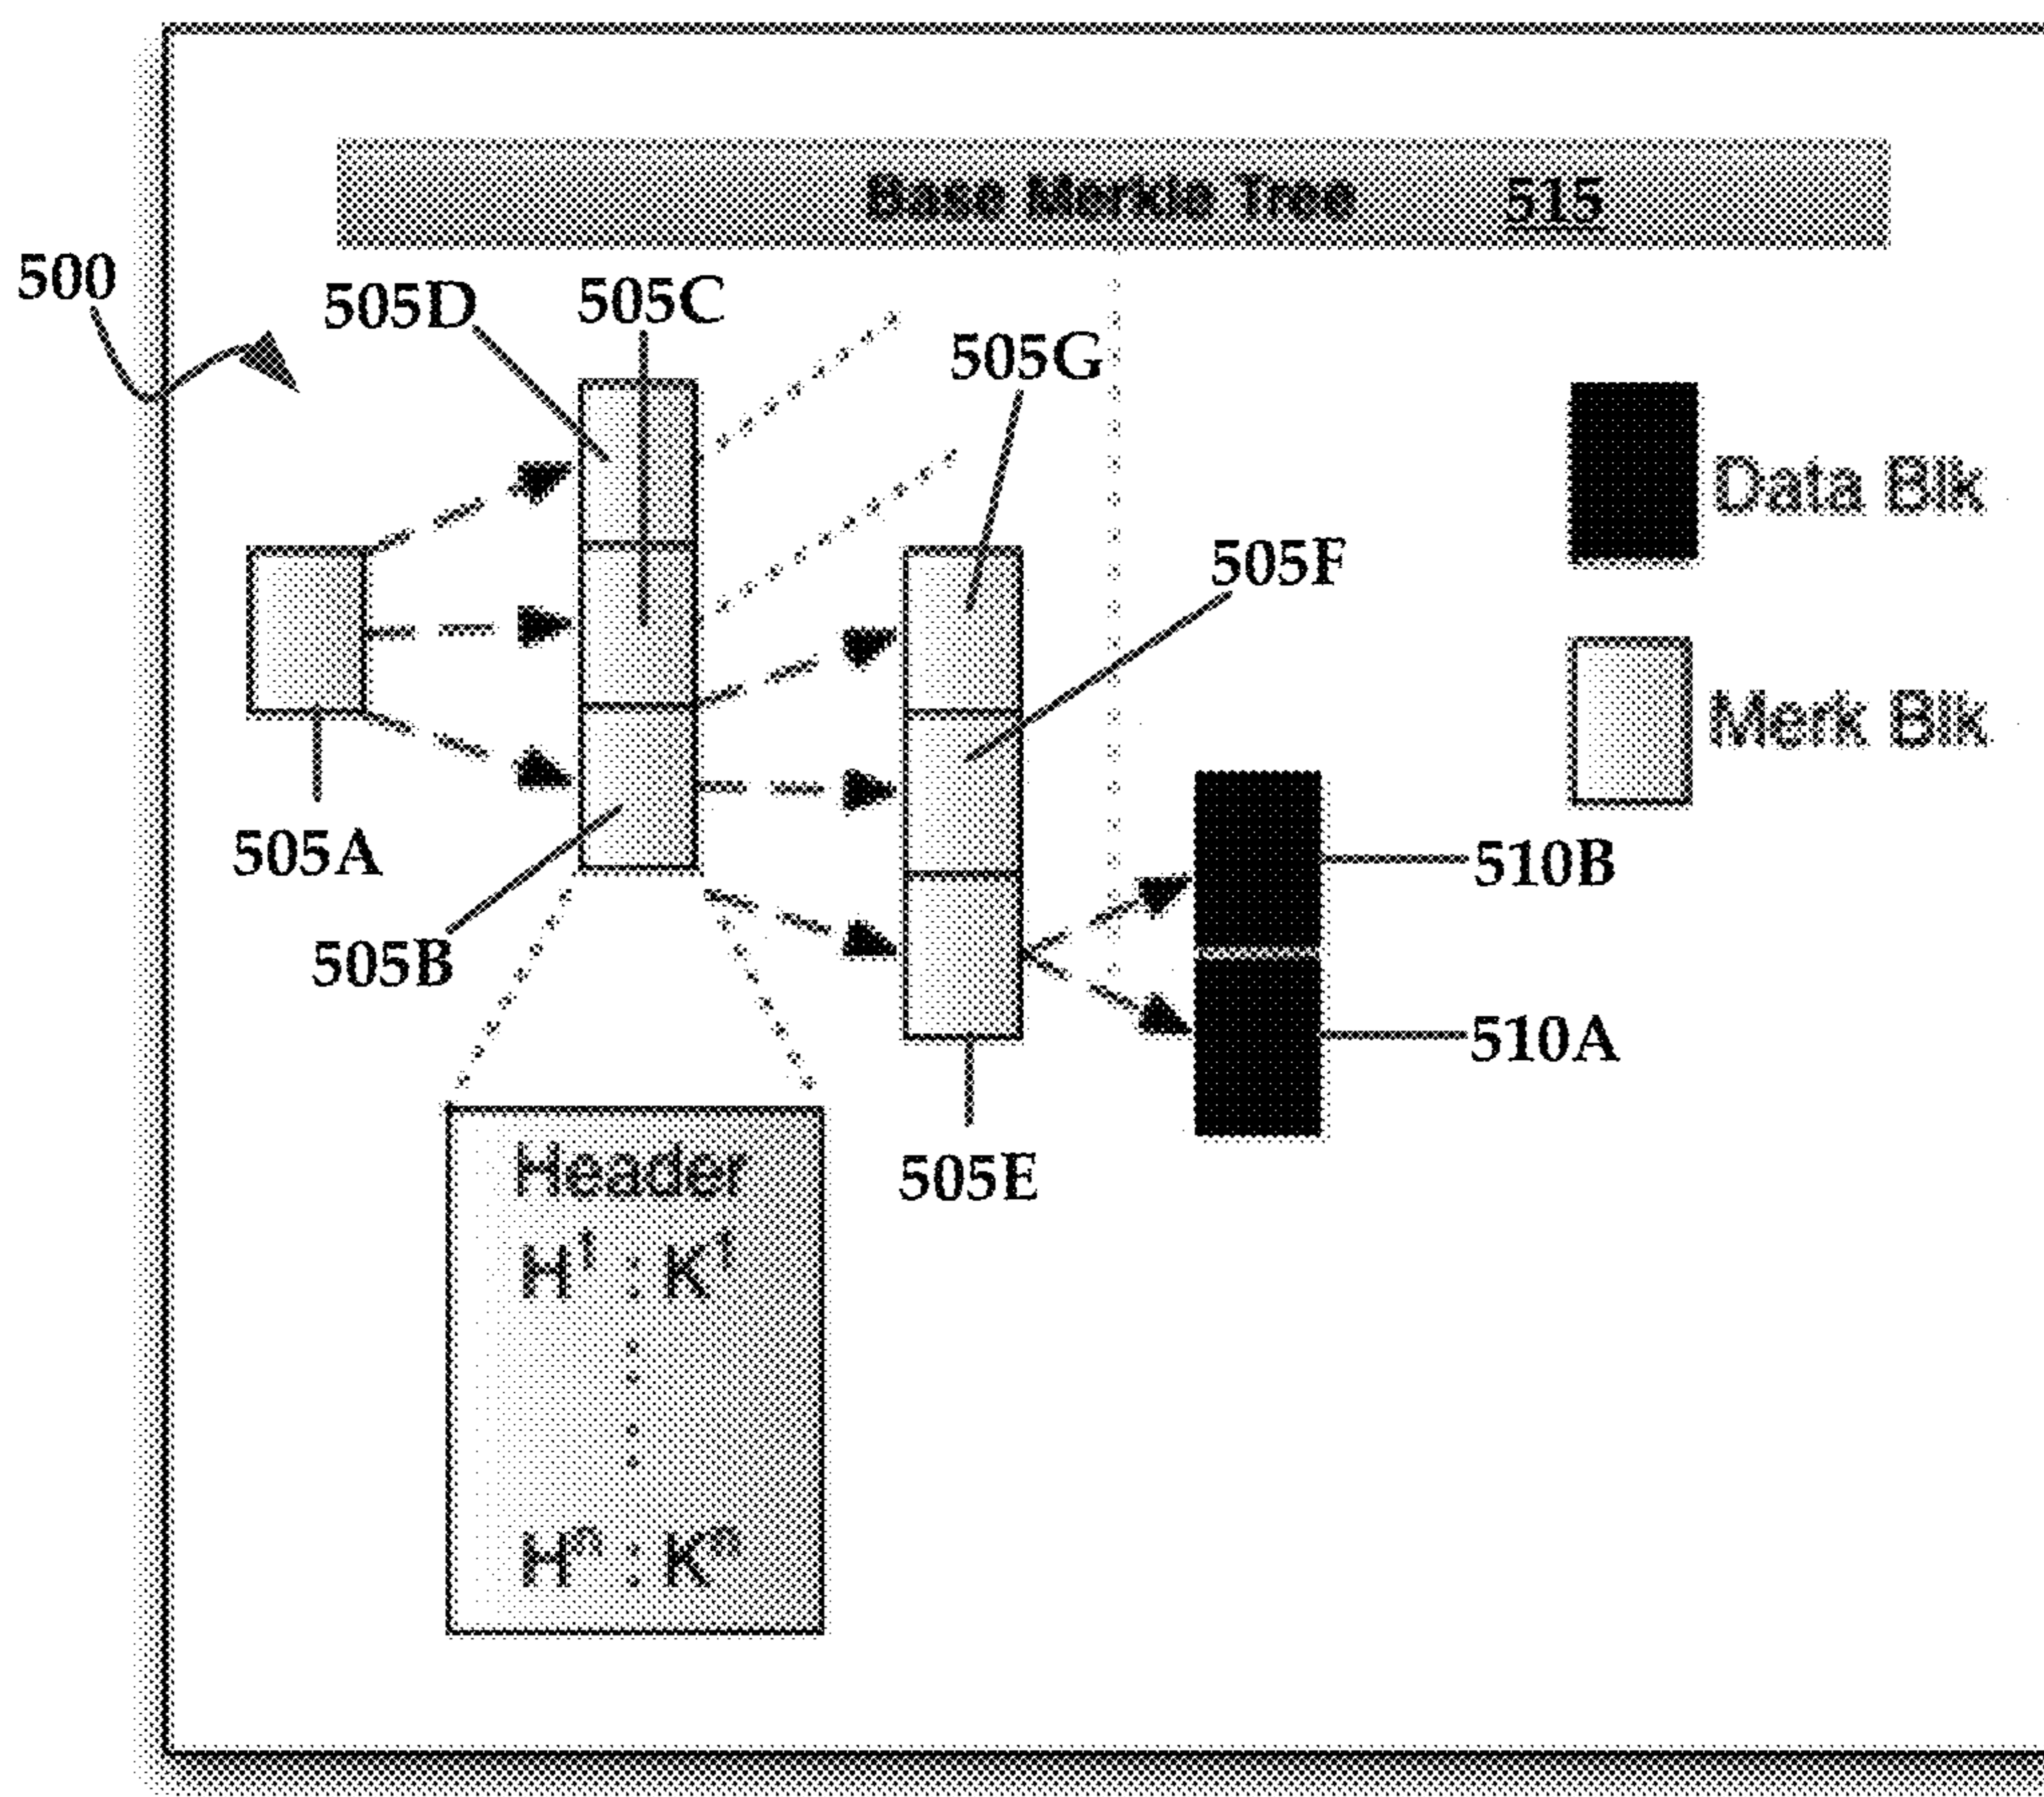 Base Merkle Tree 515
500
505D
505C
505G
505F
Data Blk
Merk Blk
505A
510B
505B
510A
505E
Header
H¹ : K¹
Hⁿ : Kⁿ